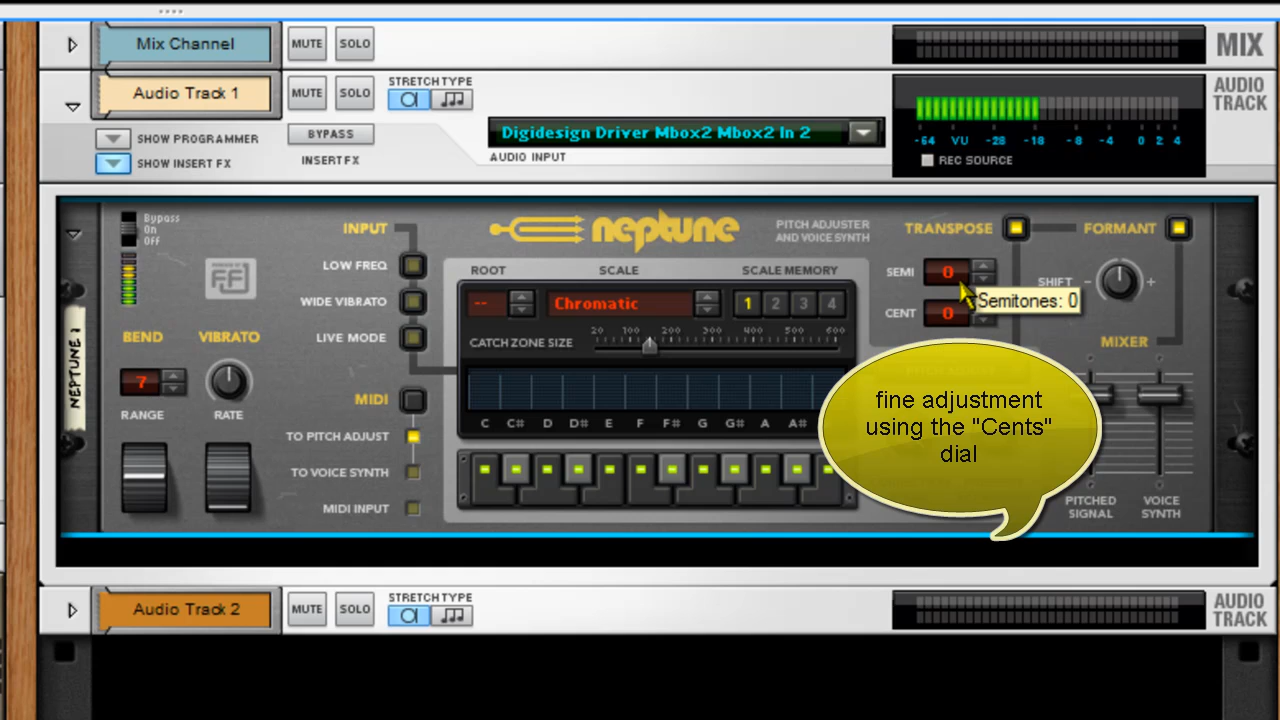 Mix Channel
MUTE
SOLO
MIX
Audio Track 1
MUTE
SOLO
STRETCH TYPE
AUDIO
TRACK
SHOW PROGRAMMER
SHOW INSERT FX
BYPASS
INSERT FX
Digidesign Driver Mbox2 Mbox2 In 2
AUDIO INPUT
-64 VU -28 -18 -8 -4 0 2 4
REC SOURCE
Bypass
On
Off
INPUT
neptune
PITCH ADJUSTER
AND VOICE SYNTH
TRANSPOSE
FORMANT
LOW FREQ
WIDE VIBRATO
LIVE MODE
ROOT
SCALE
SCALE MEMORY
--
Chromatic
1 2 3 4
CATCH ZONE SIZE
20 100 200 300 400 500 600
SEMI
0
SHIFT
- +
Semitones: 0
CENT
0
BEND
VIBRATO
7
RANGE
RATE
NEPTUNE 1
MIDI
TO PITCH ADJUST
TO VOICE SYNTH
MIDI INPUT
C C# D D# E F F# G G# A A#
MIXER
fine adjustment
using the "Cents"
dial
PITCHED
SIGNAL
VOICE
SYNTH
Audio Track 2
MUTE
SOLO
STRETCH TYPE
AUDIO
TRACK